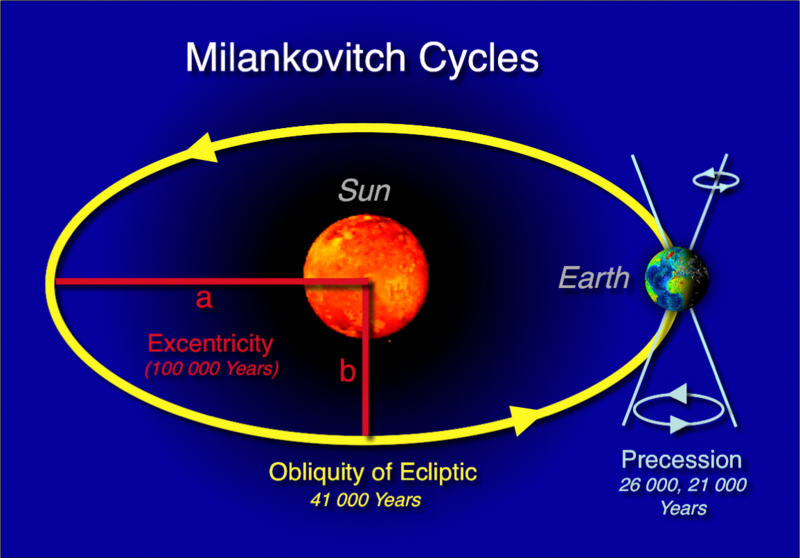 Milankovitch Cycles
Sun
Earth
a
Excentricity
(100 000 Years)
b
Obliquity of Ecliptic
41 000 Years
Precession
26 000, 21 000
Years